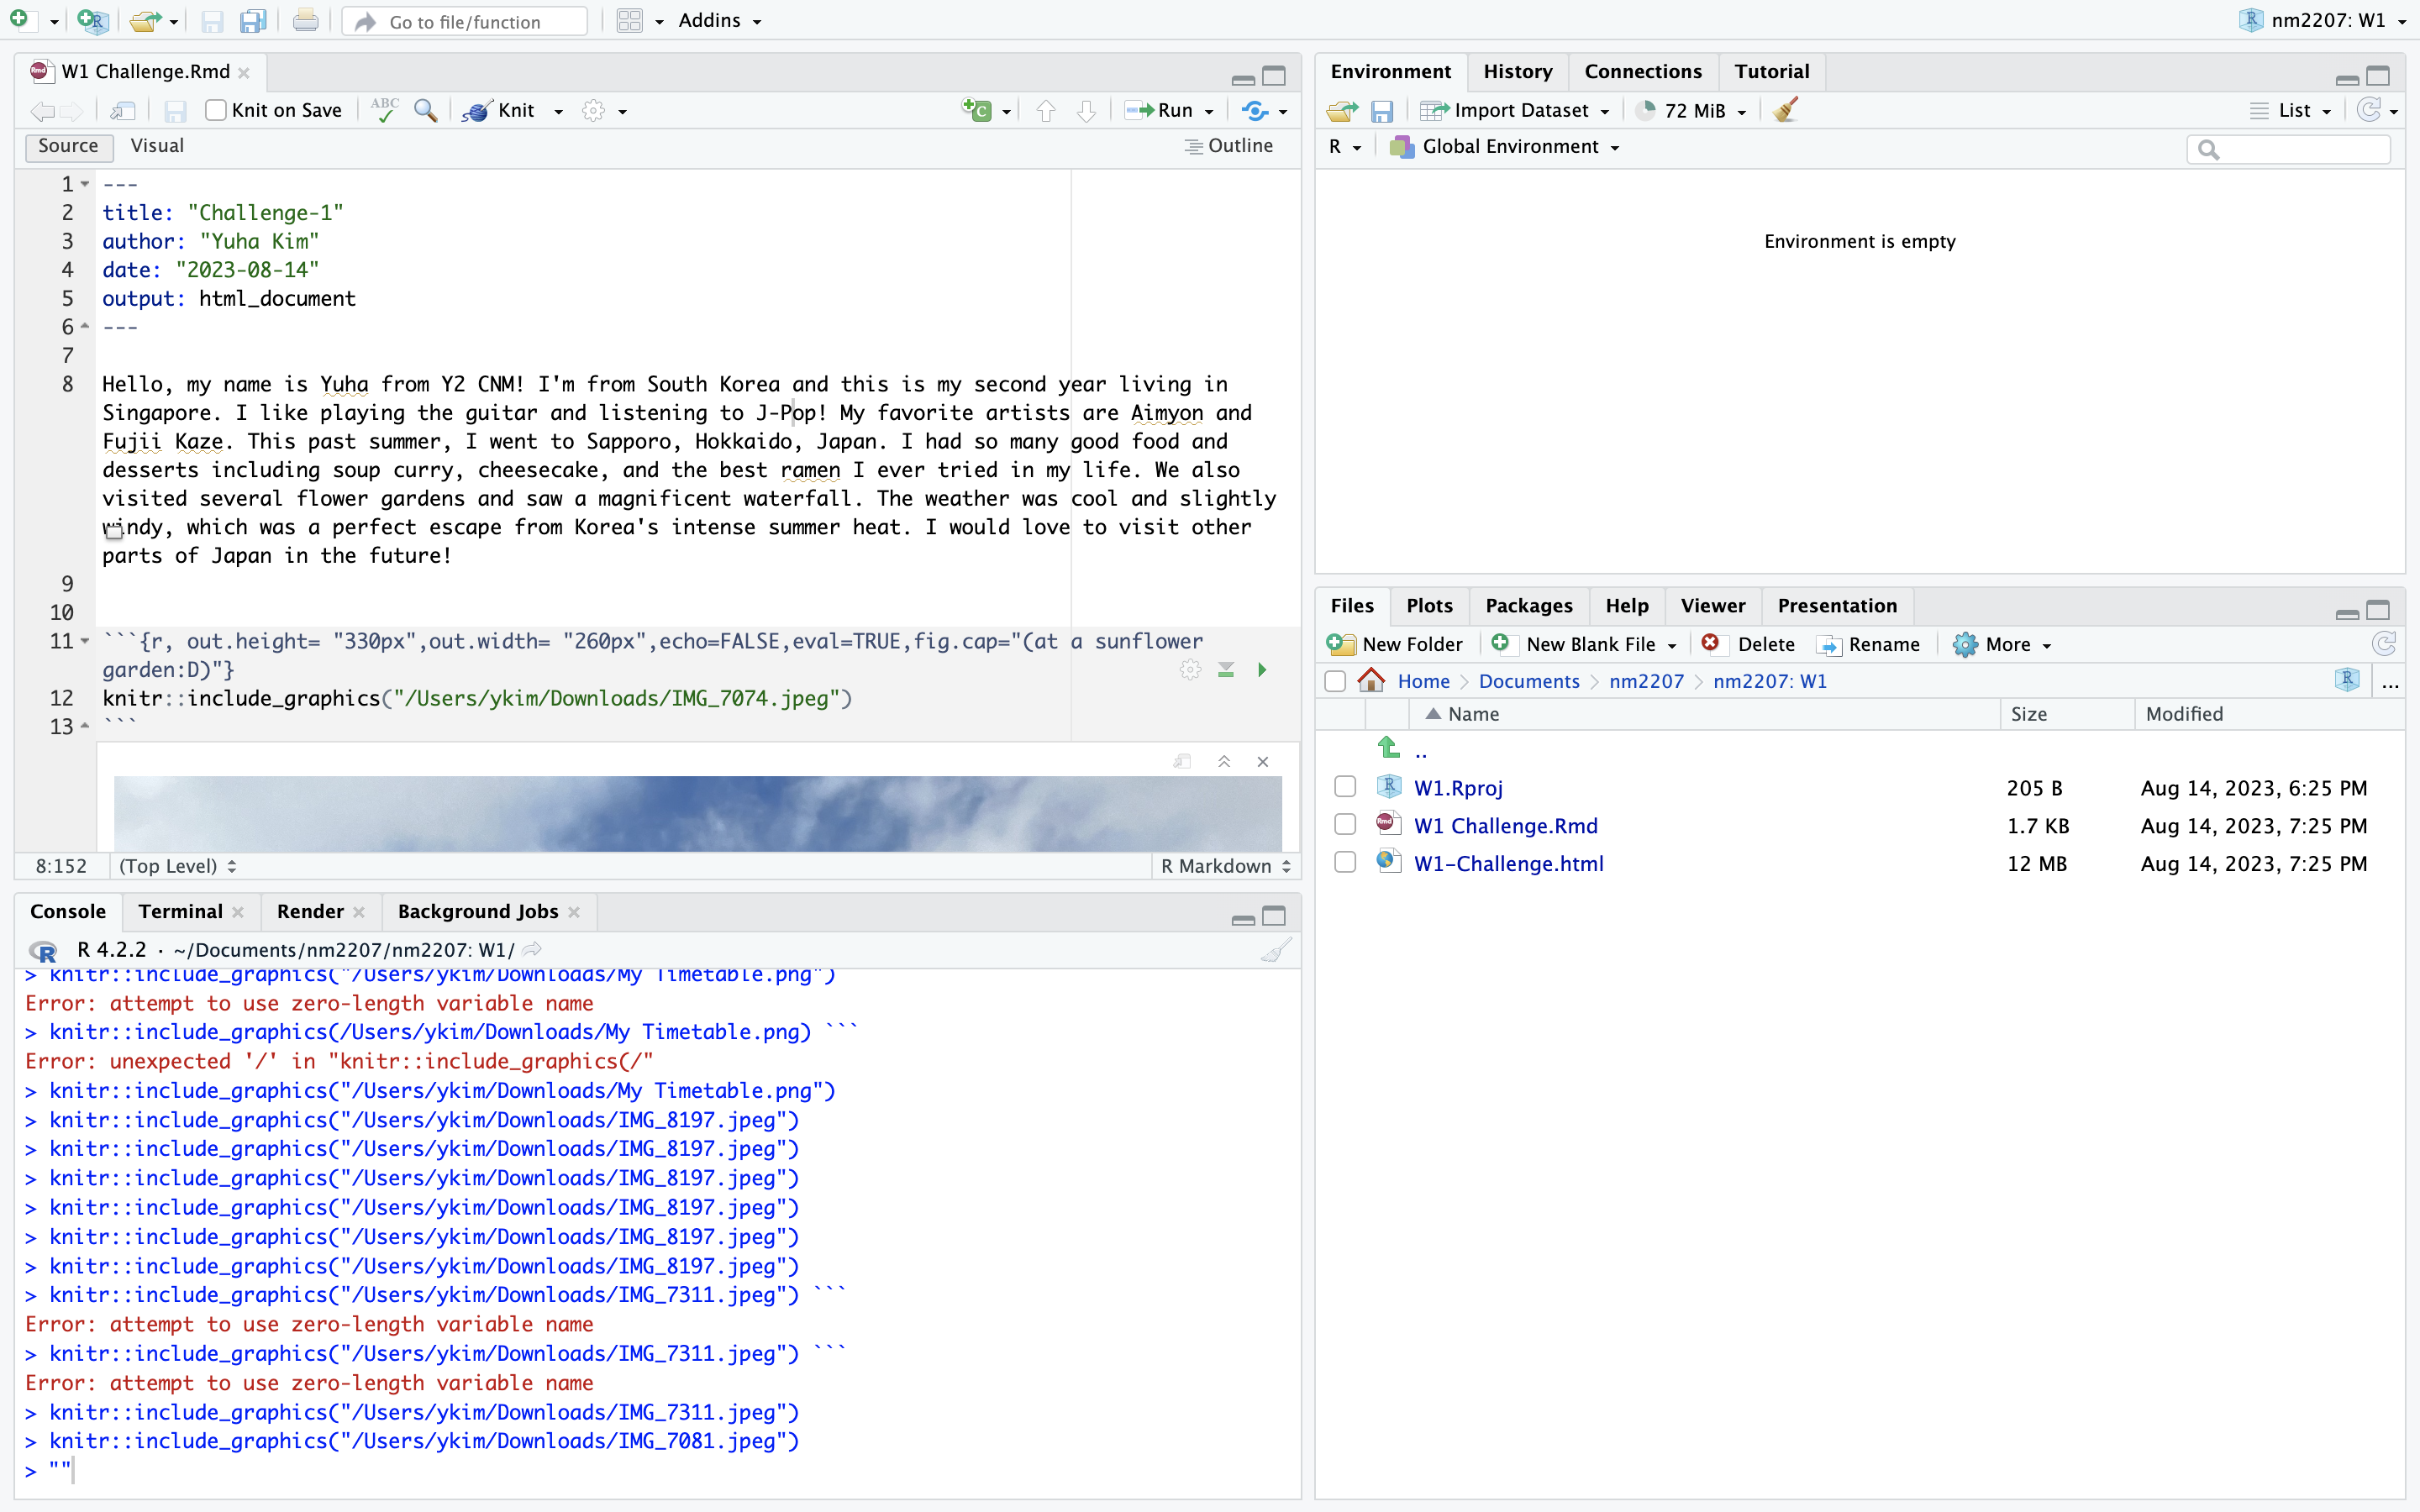 Go to file/function
Addins
nm2207: W1
W1 Challenge.Rmd
Knit on Save
ABC
Knit
Run
Source
Visual
Outline
1 ---
2 title: "Challenge-1"
3 author: "Yuha Kim"
4 date: "2023-08-14"
5 output: html_document
6 ---
7
8 Hello, my name is Yuha from Y2 CNM! I'm from South Korea and this is my second year living in
Singapore. I like playing the guitar and listening to J-Pop! My favorite artists are Aimyon and
Fujii Kaze. This past summer, I went to Sapporo, Hokkaido, Japan. I had so many good food and
desserts including soup curry, cheesecake, and the best ramen I ever tried in my life. We also
visited several flower gardens and saw a magnificent waterfall. The weather was cool and slightly
windy, which was a perfect escape from Korea's intense summer heat. I would love to visit other
parts of Japan in the future!
9
10
11 ```{r, out.height= "330px",out.width= "260px",echo=FALSE,eval=TRUE,fig.cap="(at a sunflower
garden:D)"}
12 knitr::include_graphics("/Users/ykim/Downloads/IMG_7074.jpeg")
13 ```
8:152
(Top Level)
R Markdown
Console
Terminal
Render
Background Jobs
R 4.2.2 · ~/Documents/nm2207/nm2207: W1/
> knitr::include_graphics("/Users/ykim/Downloads/My Timetable.png")
Error: attempt to use zero-length variable name
> knitr::include_graphics(/Users/ykim/Downloads/My Timetable.png) ```
Error: unexpected '/' in "knitr::include_graphics(/"
> knitr::include_graphics("/Users/ykim/Downloads/My Timetable.png")
> knitr::include_graphics("/Users/ykim/Downloads/IMG_8197.jpeg")
> knitr::include_graphics("/Users/ykim/Downloads/IMG_8197.jpeg")
> knitr::include_graphics("/Users/ykim/Downloads/IMG_8197.jpeg")
> knitr::include_graphics("/Users/ykim/Downloads/IMG_8197.jpeg")
> knitr::include_graphics("/Users/ykim/Downloads/IMG_8197.jpeg")
> knitr::include_graphics("/Users/ykim/Downloads/IMG_8197.jpeg")
> knitr::include_graphics("/Users/ykim/Downloads/IMG_7311.jpeg") ```
Error: attempt to use zero-length variable name
> knitr::include_graphics("/Users/ykim/Downloads/IMG_7311.jpeg") ```
Error: attempt to use zero-length variable name
> knitr::include_graphics("/Users/ykim/Downloads/IMG_7311.jpeg")
> knitr::include_graphics("/Users/ykim/Downloads/IMG_7081.jpeg")
> ""
Environment
History
Connections
Tutorial
Import Dataset
72 MiB
List
R
Global Environment
Environment is empty
Files
Plots
Packages
Help
Viewer
Presentation
New Folder
New Blank File
Delete
Rename
More
Home > Documents > nm2207 > nm2207: W1
...
Name Size Modified
..
W1.Rproj 205 B Aug 14, 2023, 6:25 PM
W1 Challenge.Rmd 1.7 KB Aug 14, 2023, 7:25 PM
W1-Challenge.html 12 MB Aug 14, 2023, 7:25 PM